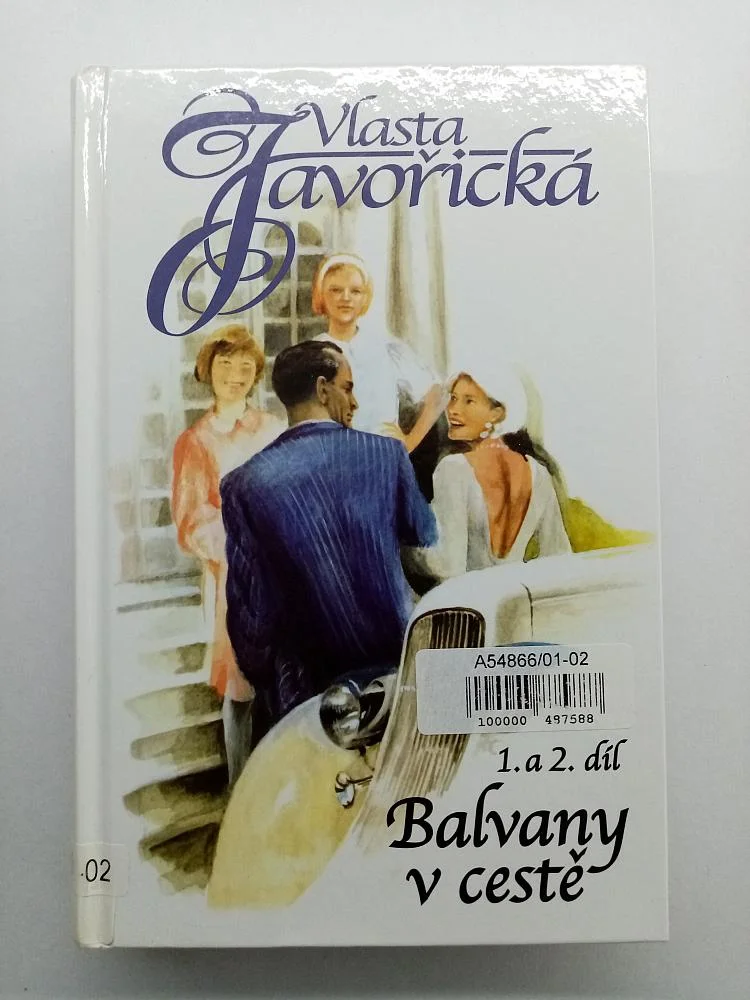 Vlasta
Javořická
A54866/01-02
100000 497588
1. a 2. díl
Balvany
v cestě
.02